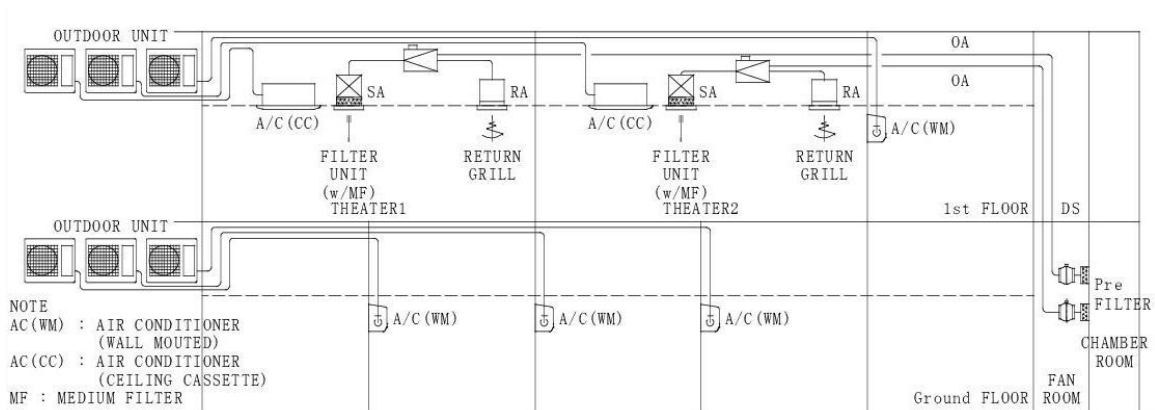 OUTDOOR UNIT
OA
OA
SA
RA
SA
RA
A/C(CC)
A/C(CC)
A/C(WM)
FILTER
UNIT
(w/MF)
RETURN
GRILL
FILTER
UNIT
(w/MF)
RETURN
GRILL
THEATER1
THEATER2
1st FLOOR
DS
OUTDOOR UNIT
Pre
FILTER
A/C(WM)
A/C(WM)
A/C(WM)
CHAMBER
ROOM
NOTE
AC(WM) : AIR CONDITIONER
(WALL MOUTED)
AC(CC) : AIR CONDITIONER
(CEILING CASSETTE)
MF : MEDIUM FILTER
Ground FLOOR
FAN
ROOM